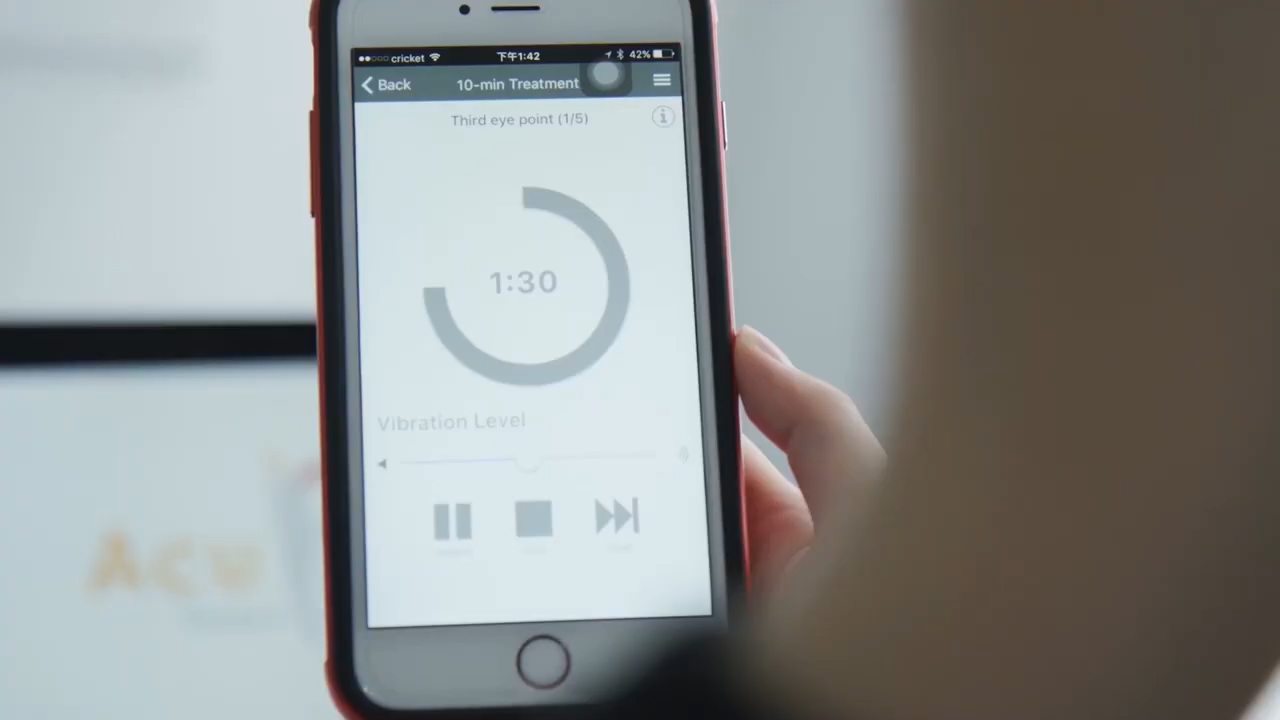 cricket 下午1:42 42%
Back 10-min Treatment
Third eye point (1/5)
1:30
Vibration Level
Acu